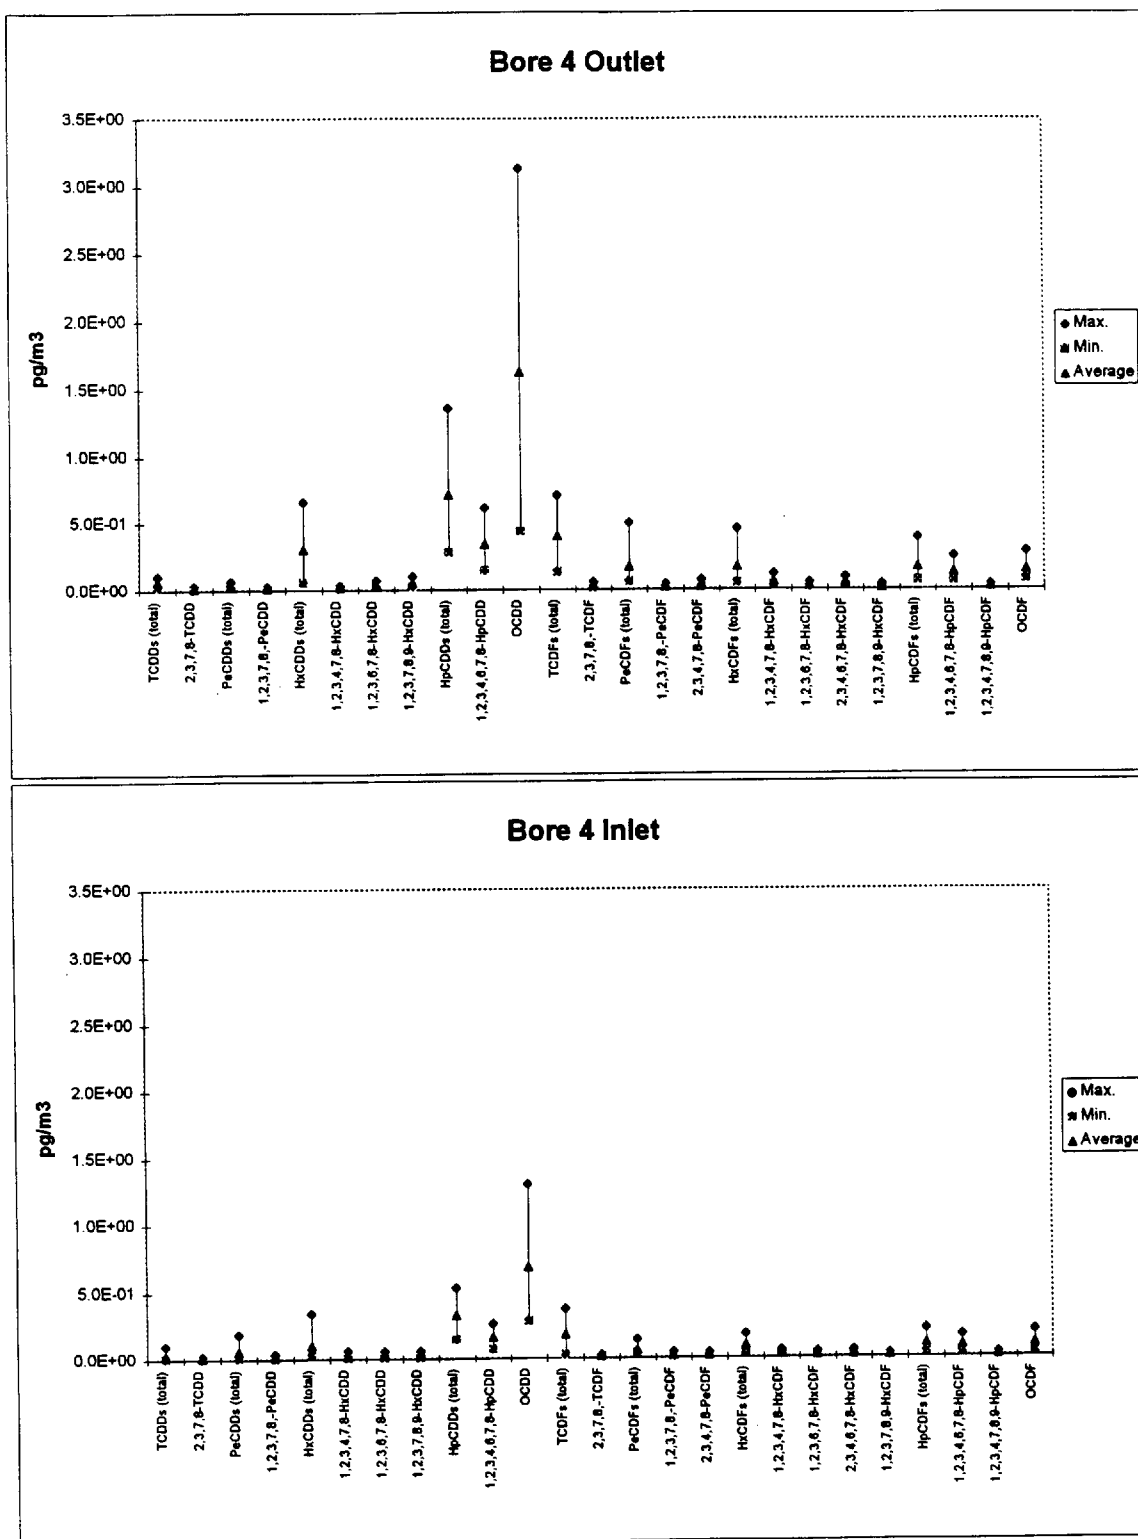 Bore 4 Outlet
3.5E+00
3.0E+00
2.5E+00
2.0E+00
1.5E+00
1.0E+00
5.0E-01
0.0E+00
pg/m3
Max.
Min.
Average
TCDDs (total)
2,3,7,8-TCDD
PeCDDs (total)
1,2,3,7,8,-PeCDD
HxCDDs (total)
1,2,3,4,7,8-HxCDD
1,2,3,6,7,8-HxCDD
1,2,3,7,8,9-HxCDD
HpCDDs (total)
1,2,3,4,6,7,8-HpCDD
OCDD
TCDFs (total)
2,3,7,8,-TCDF
PeCDFs (total)
1,2,3,7,8,-PeCDF
2,3,4,7,8-PeCDF
HxCDFs (total)
1,2,3,4,7,8-HxCDF
1,2,3,6,7,8-HxCDF
2,3,4,6,7,8-HxCDF
1,2,3,7,8,9-HxCDF
HpCDFs (total)
1,2,3,4,6,7,8-HpCDF
1,2,3,4,7,8,9-HpCDF
OCDF
Bore 4 Inlet
3.5E+00
3.0E+00
2.5E+00
2.0E+00
1.5E+00
1.0E+00
5.0E-01
0.0E+00
pg/m3
Max.
Min.
Average
TCDDs (total)
2,3,7,8-TCDD
PeCDDs (total)
1,2,3,7,8,-PeCDD
HxCDDs (total)
1,2,3,4,7,8-HxCDD
1,2,3,6,7,8-HxCDD
1,2,3,7,8,9-HxCDD
HpCDDs (total)
1,2,3,4,6,7,8-HpCDD
OCDD
TCDFs (total)
2,3,7,8,-TCDF
PeCDFs (total)
1,2,3,7,8,-PeCDF
2,3,4,7,8-PeCDF
HxCDFs (total)
1,2,3,4,7,8-HxCDF
1,2,3,6,7,8-HxCDF
2,3,4,6,7,8-HxCDF
1,2,3,7,8,9-HxCDF
HpCDFs (total)
1,2,3,4,6,7,8-HpCDF
1,2,3,4,7,8,9-HpCDF
OCDF